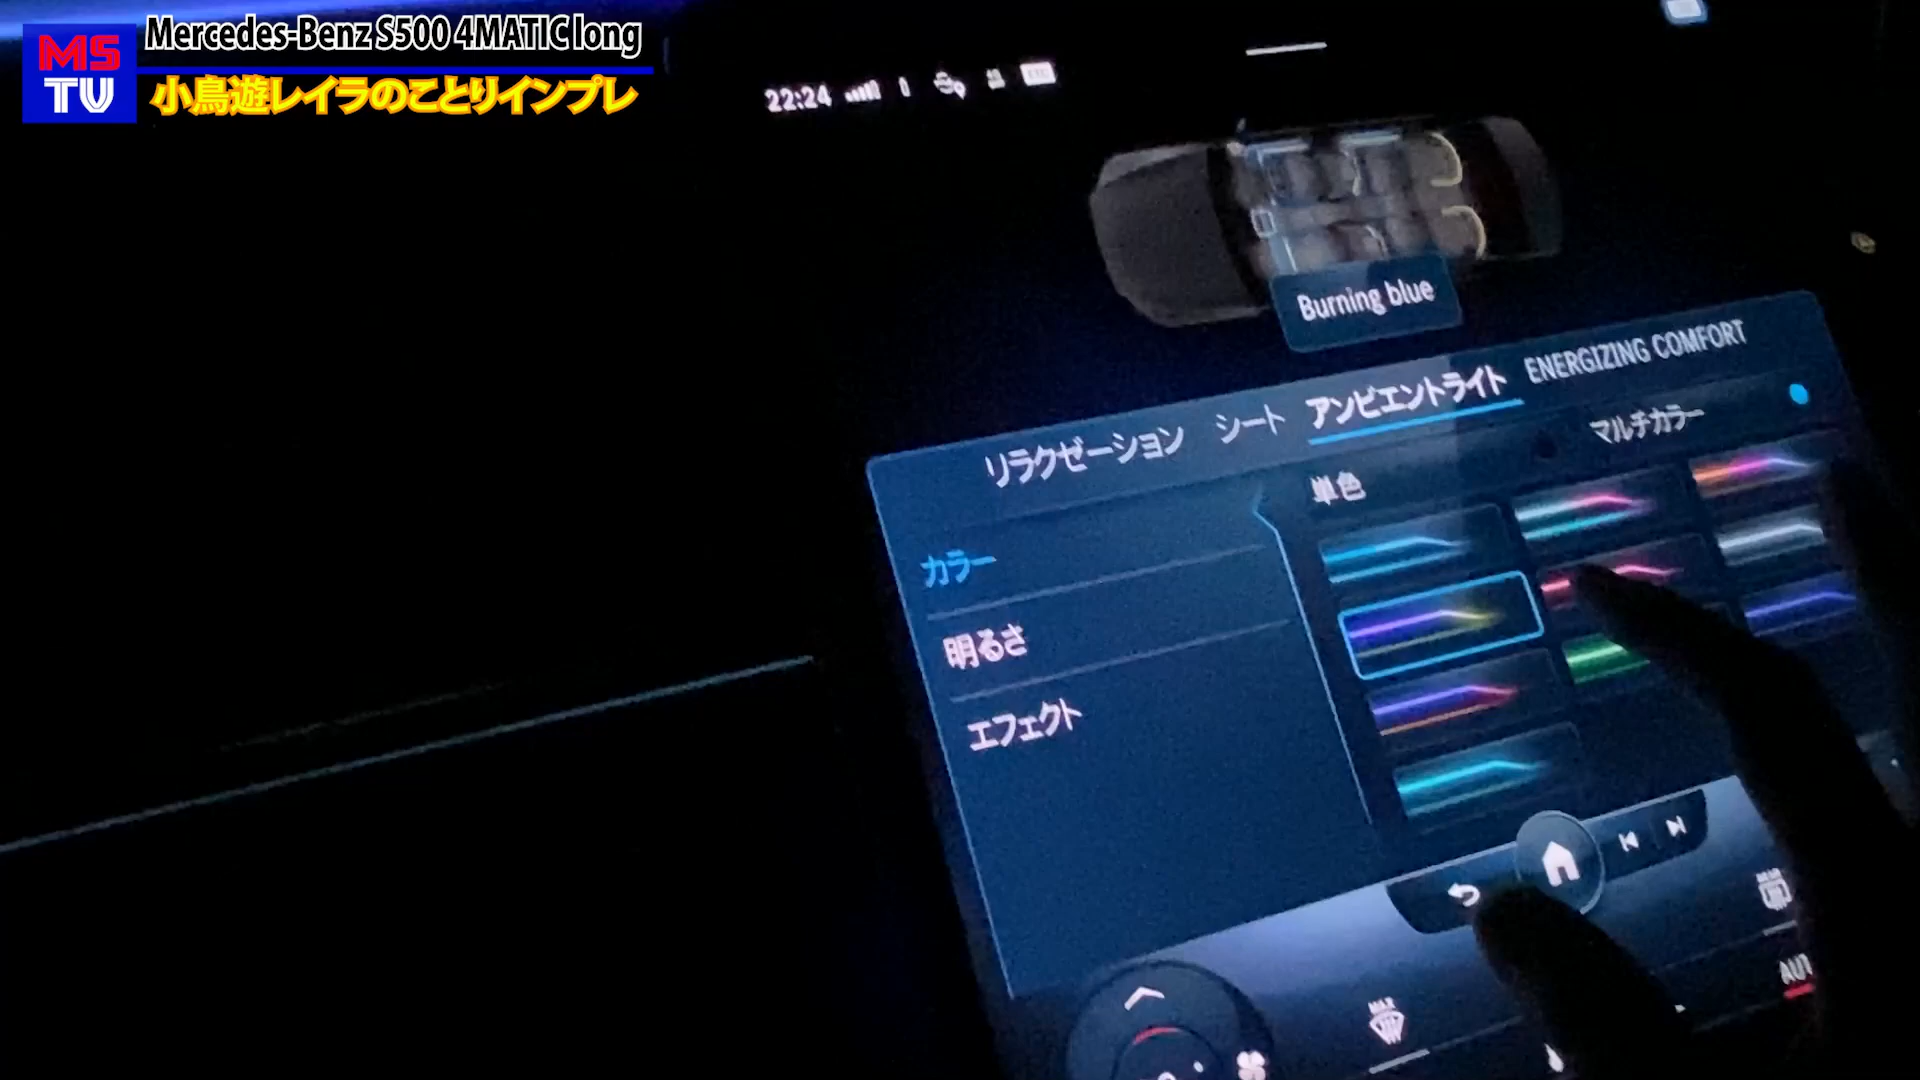 MS
TV
Mercedes-Benz S500 4MATIC long
小鳥遊レイラのことりインプレ
22:24
Burning blue
リラクゼーション シート アンビエントライト ENERGIZING COMFORT
単色 マルチカラー
カラー
明るさ
エフェクト
MAX